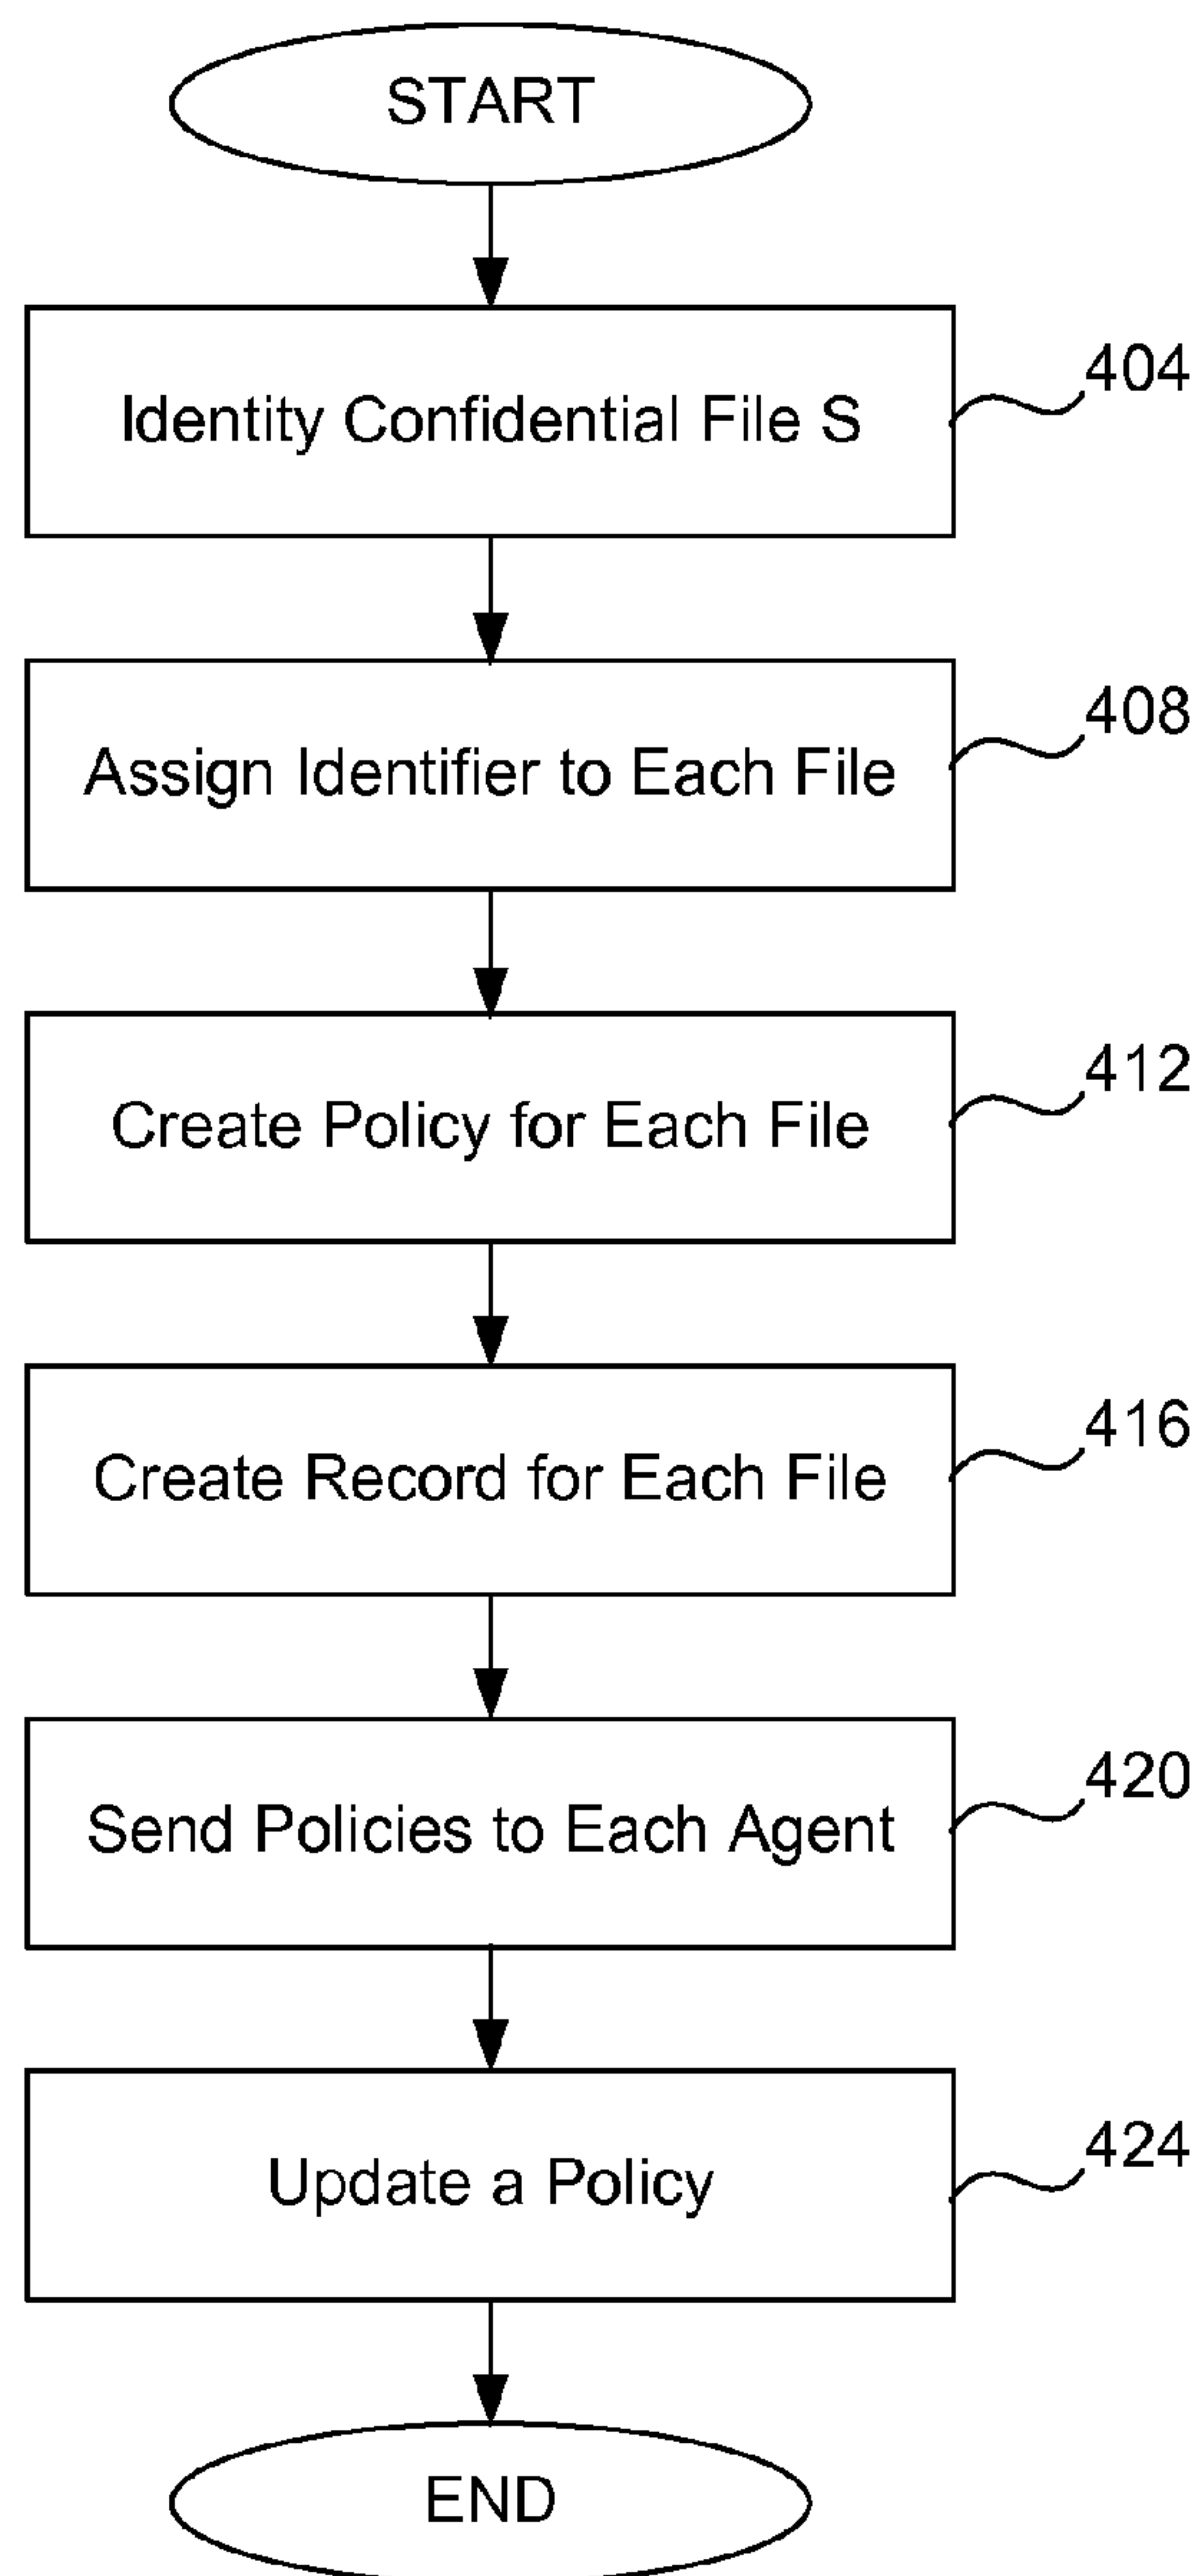 START
Identity Confidential File S
404
Assign Identifier to Each File
408
Create Policy for Each File
412
Create Record for Each File
416
Send Policies to Each Agent
420
Update a Policy
424
END